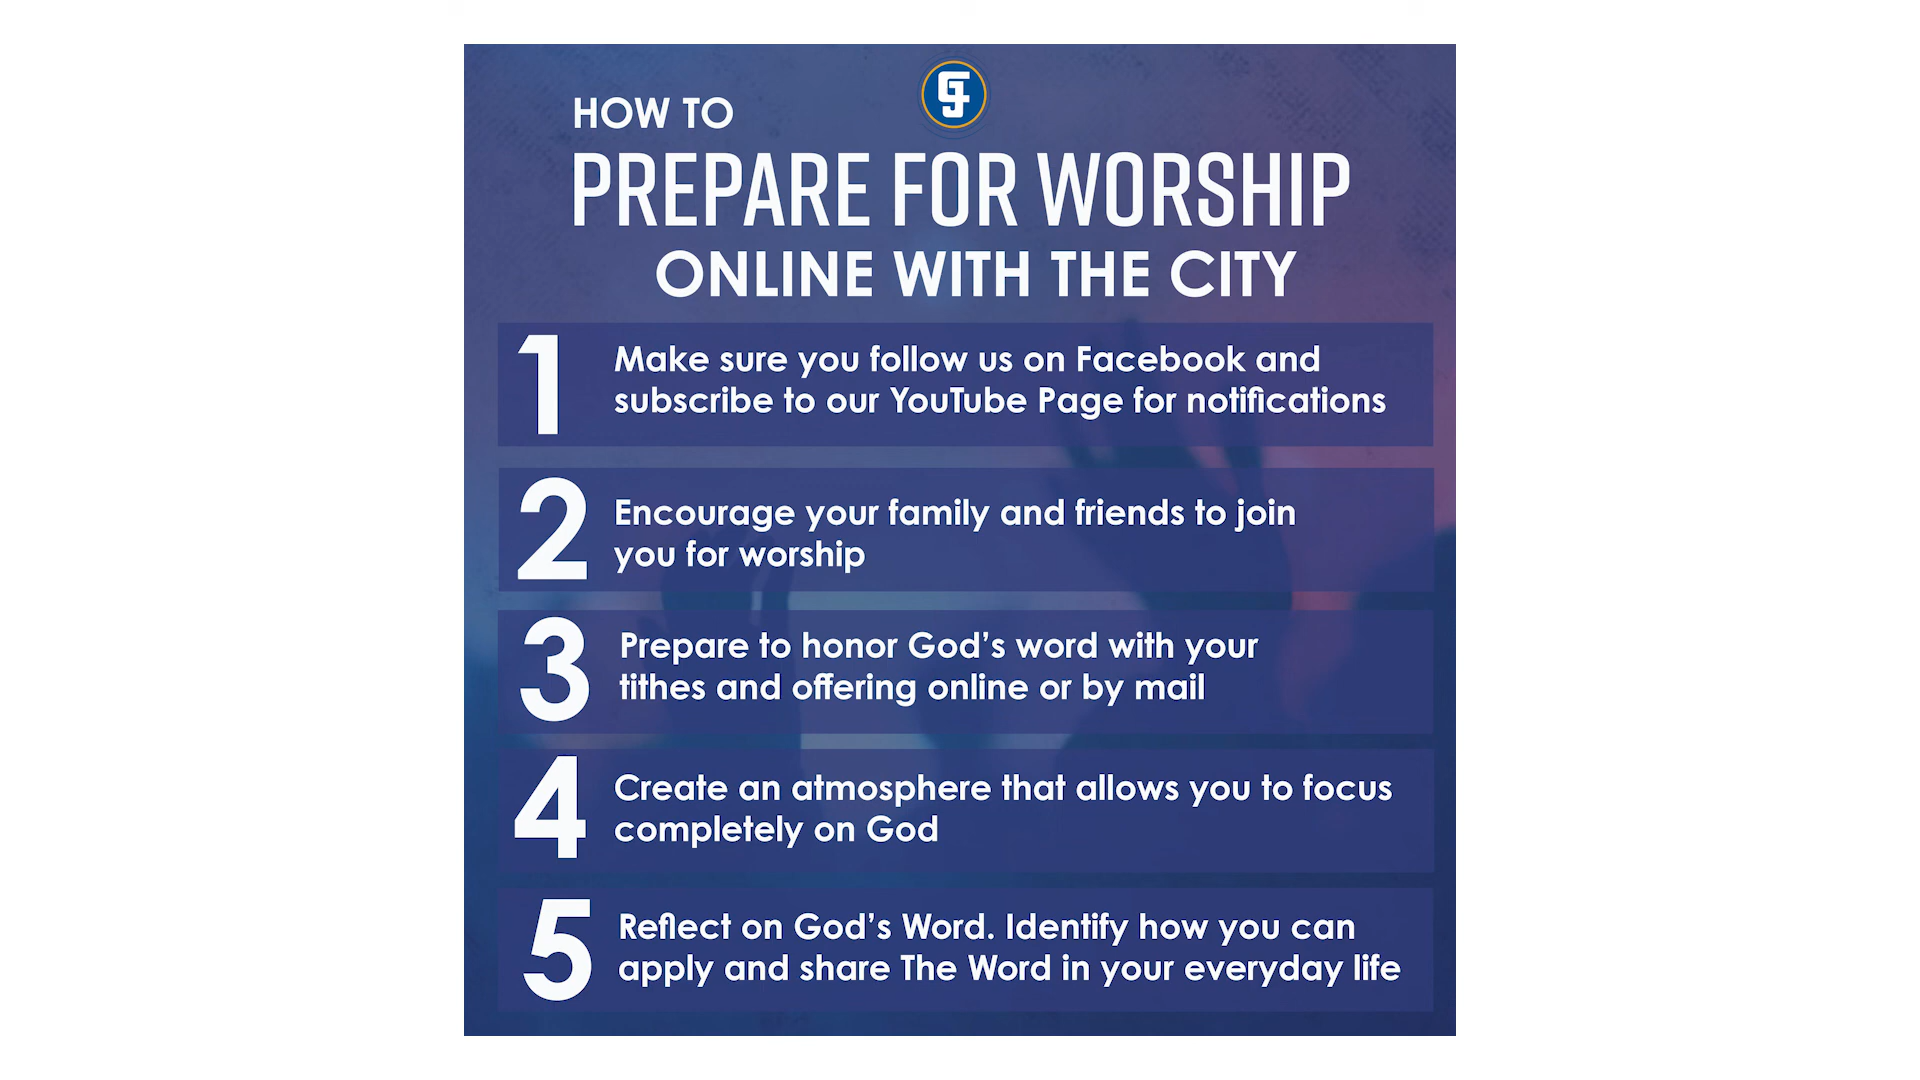 HOW TO
PREPARE FOR WORSHIP
ONLINE WITH THE CITY
1
Make sure you follow us on Facebook and
subscribe to our YouTube Page for notifications
2
Encourage your family and friends to join
you for worship
3
Prepare to honor God’s word with your
tithes and offering online or by mail
4
Create an atmosphere that allows you to focus
completely on God
5
Reflect on God’s Word. Identify how you can
apply and share The Word in your everyday life